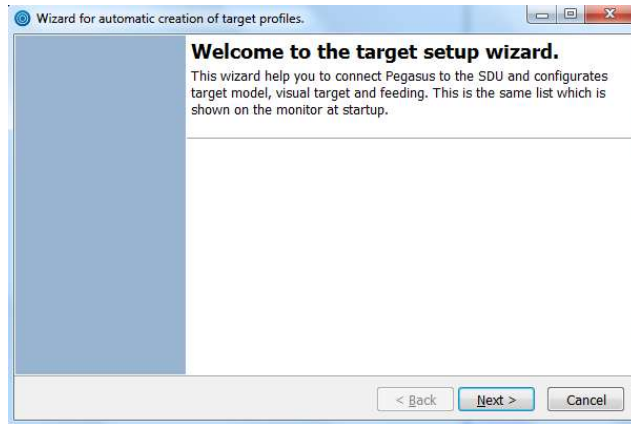 Wizard for automatic creation of target profiles.
Welcome to the target setup wizard.
This wizard help you to connect Pegasus to the SDU and configurates
target model, visual target and feeding. This is the same list which is
shown on the monitor at startup.
< Back Next > Cancel